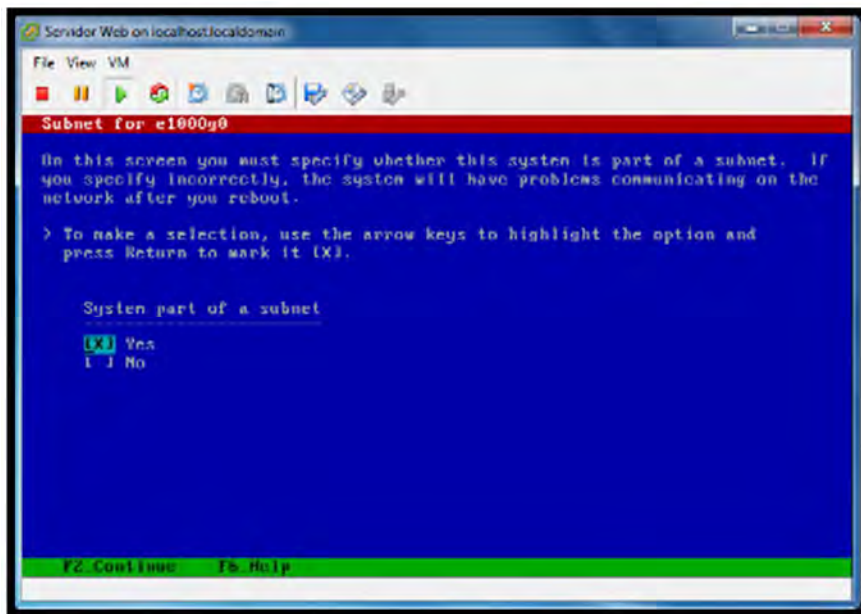 Servidor Web on localhost.localdomain
File View VM
Subnet for e1000g0
On this screen you must specify whether this system is part of a subnet. If
you specify incorrectly, the system will have problems communicating on the
network after you reboot.
> To make a selection, use the arrow keys to highlight the option and
press Return to mark it [X].
System part of a subnet
[X] Yes
[ ] No
F2_Continue F6_Help